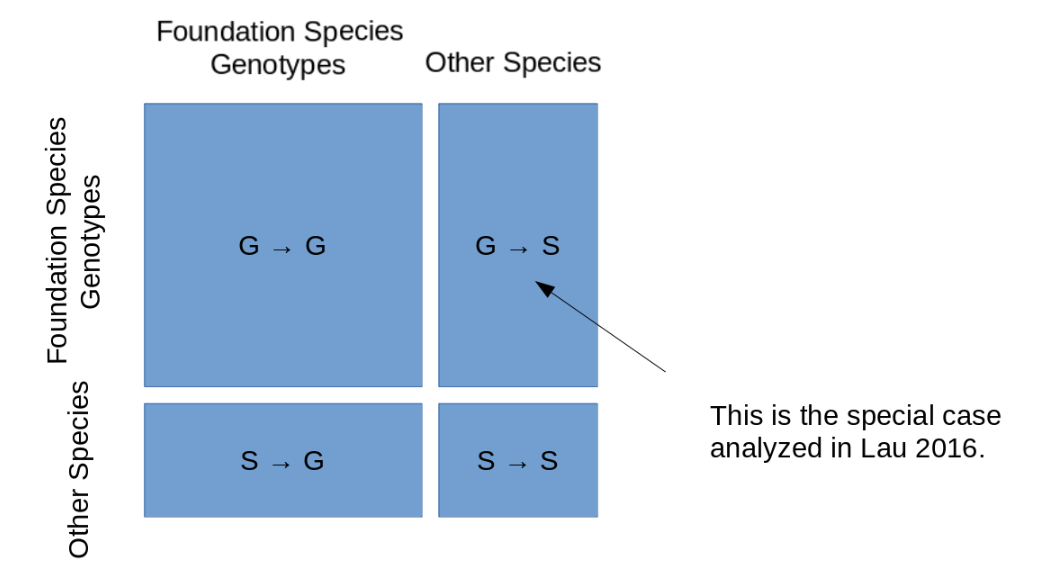 Foundation Species
Genotypes
Other Species
Foundation Species
Genotypes
G → G
G → S
Other Species
S → G
S → S
This is the special case
analyzed in Lau 2016.